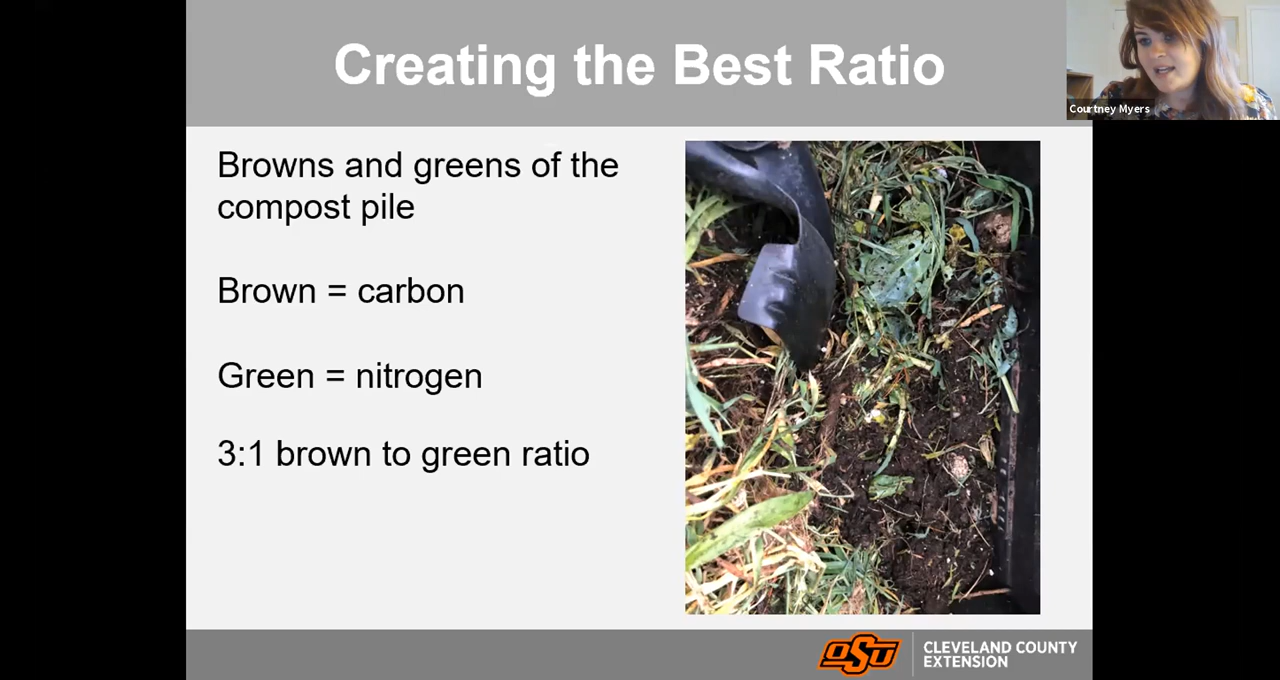 Creating the Best Ratio
Courtney Myers
Browns and greens of the
compost pile
Brown = carbon
Green = nitrogen
3:1 brown to green ratio
OSU
CLEVELAND COUNTY
EXTENSION